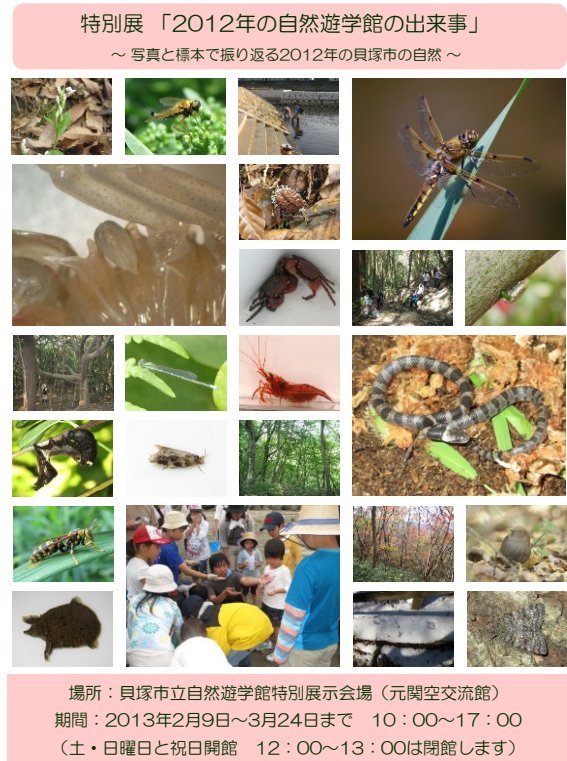 特別展 「2012年の自然遊学館の出来事」
～ 写真と標本で振り返る2012年の貝塚市の自然 ～
場所：貝塚市立自然遊学館特別展示会場（元関空交流館）
期間：2013年2月9日～3月24日まで　10：00～17：00
（土・日曜日と祝日開館　12：00～13：00は閉館します）